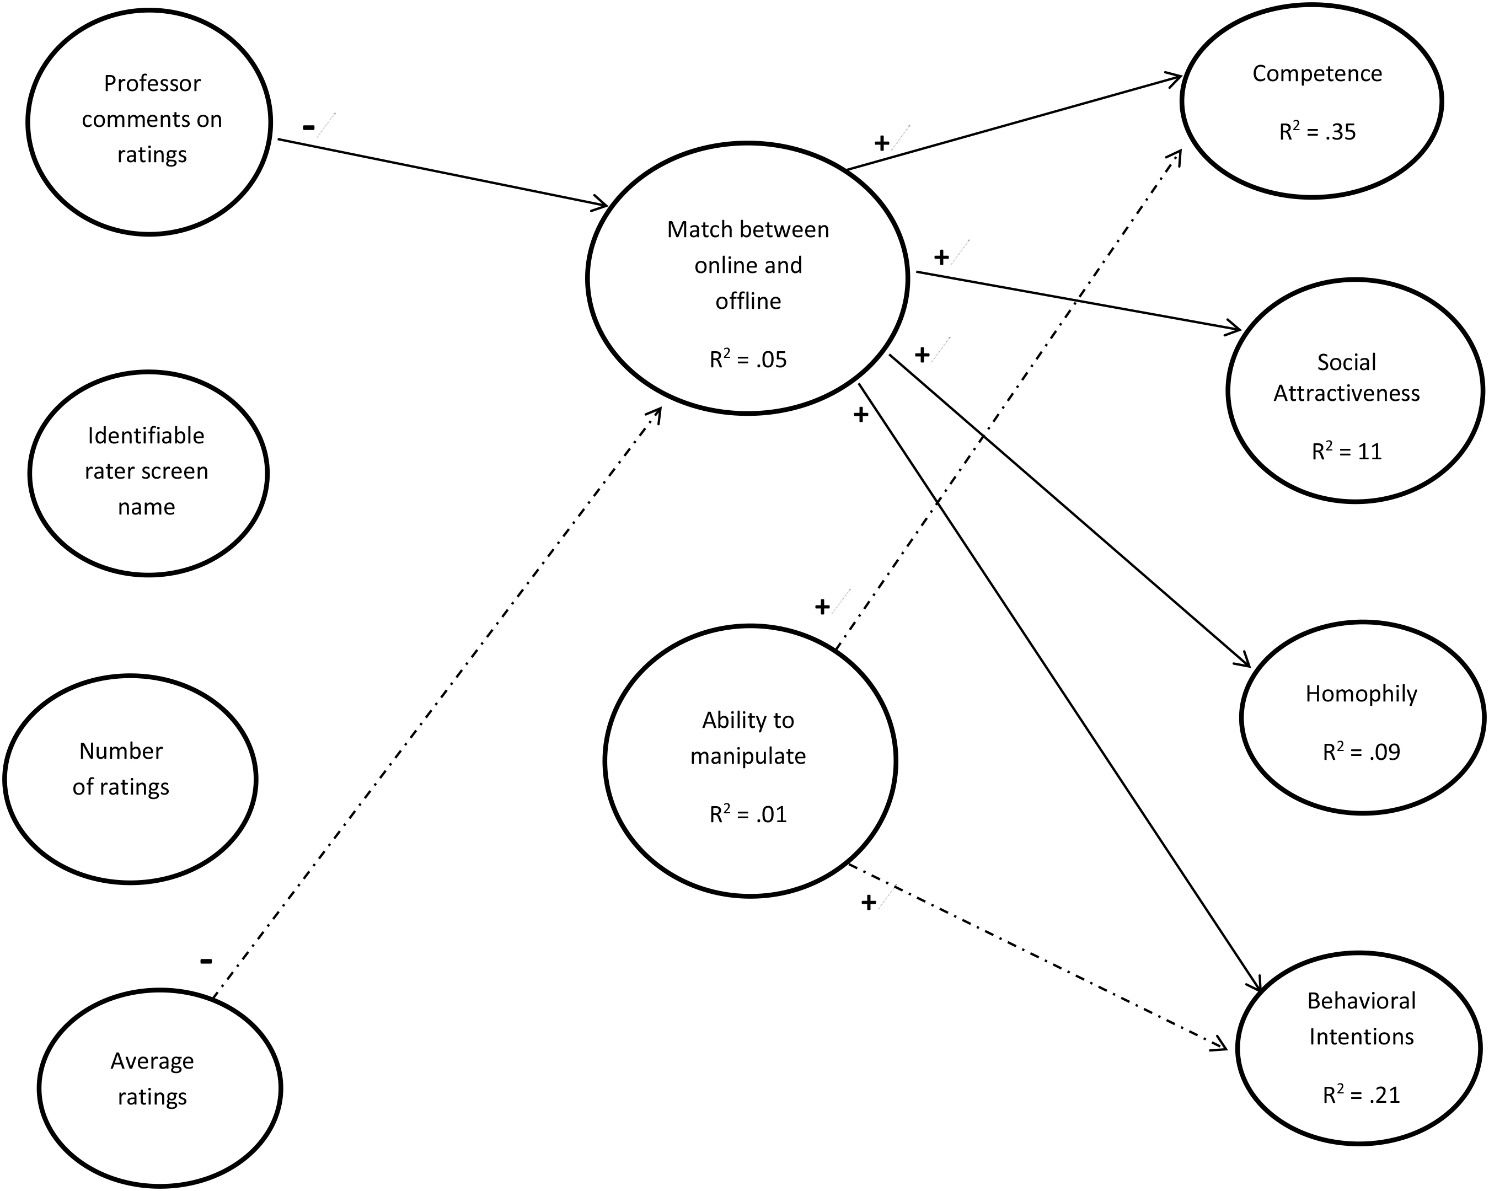 Professor
comments on
ratings
-
Identifiable
rater screen
name
Number
of ratings
-
Average
ratings
Match between
online and
offline
R² = .05
+
+
+
+
Ability to
manipulate
R² = .01
+
+
Competence
R² = .35
Social
Attractiveness
R² = 11
Homophily
R² = .09
Behavioral
Intentions
R² = .21